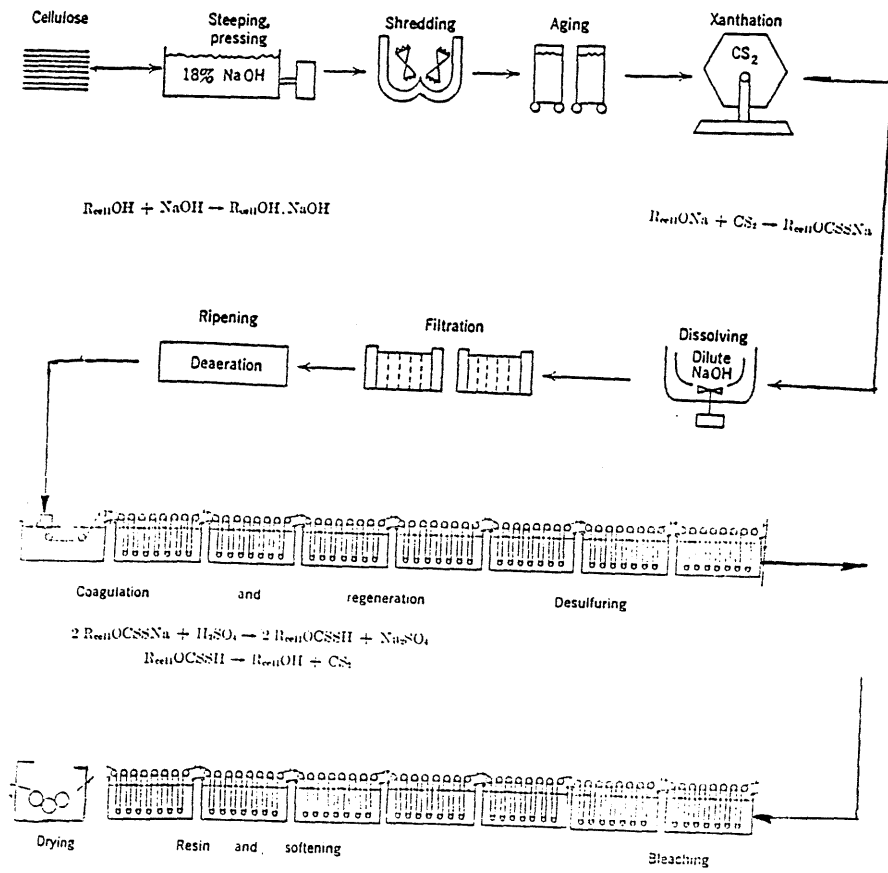 Cellulose
Steeping,
pressing
18% NaOH
Shredding
Aging
Xanthation
CS₂
RcellOH + NaOH → RcellOH.NaOH
RcellONa + CS₂ → RcellOCSSNa
Ripening
Deaeration
Filtration
Dissolving
Dilute
NaOH
Coagulation and regeneration Desulfuring
2 RcellOCSSNa + H₂SO₄ → 2 RcellOCSSH + Na₂SO₄
RcellOCSSH → RcellOH + CS₂
Drying Resin and softening Bleaching